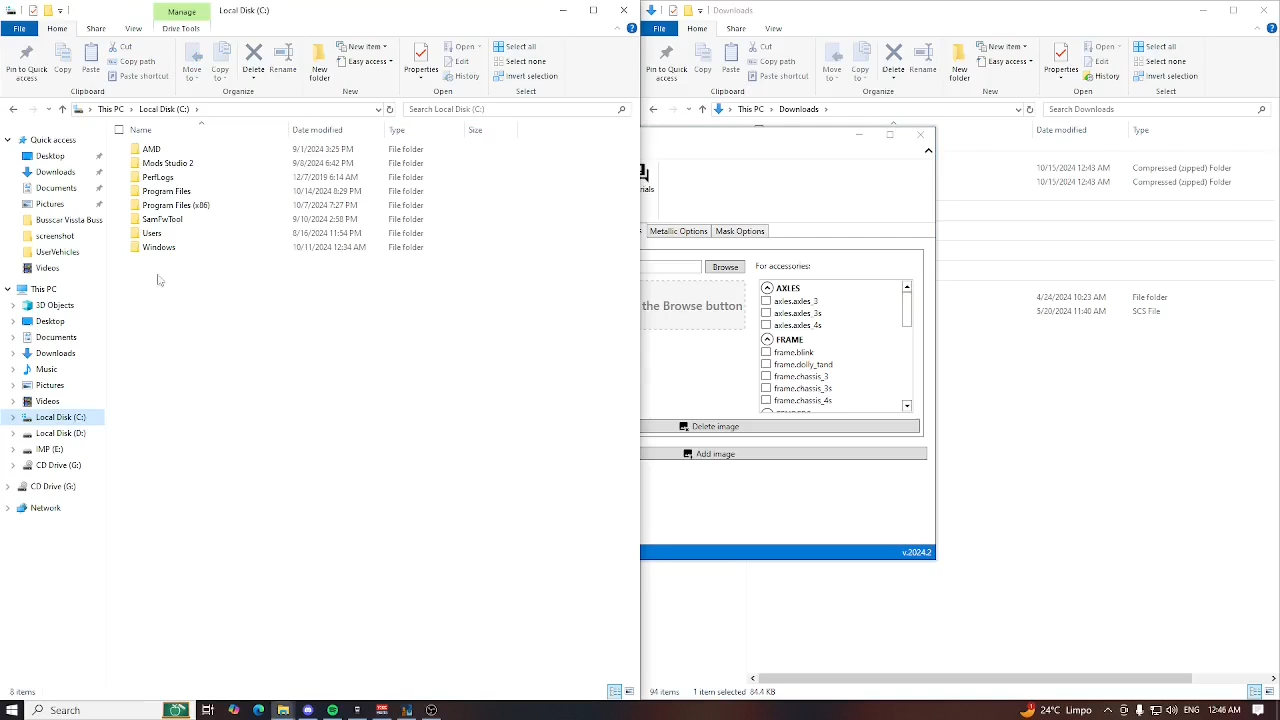 Manage
Local Disk (C:)
File
Home
Share
View
Drive Tools
Pin to Quick access
Copy
Paste
Cut
Copy path
Paste shortcut
Move to
Copy to
Delete
Rename
New folder
New item
Easy access
Properties
Open
Edit
History
Select all
Select none
Invert selection
Clipboard
Organize
New
Open
Select
This PC
Local Disk (C:)
Search Local Disk (C:)
Name
Date modified
Type
Size
AMD
9/1/2024 3:25 PM
File folder
Mods Studio 2
9/8/2024 6:42 PM
File folder
PerfLogs
12/7/2019 6:14 AM
File folder
Program Files
10/14/2024 8:29 PM
File folder
Program Files (x86)
10/7/2024 7:27 PM
File folder
SamFwTool
9/10/2024 2:58 PM
File folder
Users
8/16/2024 11:54 PM
File folder
Windows
10/11/2024 12:34 AM
File folder
Quick access
Desktop
Downloads
Documents
Pictures
Busscar Vissta Buss
screenshot
UserVehicles
Videos
This PC
3D Objects
Desktop
Documents
Downloads
Music
Pictures
Videos
Local Disk (C:)
Local Disk (D:)
IMP (E:)
CD Drive (G:)
CD Drive (G:)
Network
8 items
Downloads
File
Home
Share
View
Pin to Quick access
Copy
Paste
Cut
Copy path
Paste shortcut
Move to
Copy to
Delete
Rename
New folder
New item
Easy access
Properties
Open
Edit
History
Select all
Select none
Invert selection
Clipboard
Organize
New
Open
Select
This PC
Downloads
Search Downloads
Date modified
Type
10/15/2024 12:43 AM
Compressed (zipped) Folder
10/15/2024 12:43 AM
Compressed (zipped) Folder
4/24/2024 10:23 AM
File folder
5/20/2024 11:40 AM
SCS File
Metallic Options
Mask Options
Browse
For accessories:
the Browse button
AXLES
axles.axles_3
axles.axles_3s
axles.axles_4s
FRAME
frame.blink
frame.dolly_tand
frame.chassis_3
frame.chassis_3s
frame.chassis_4s
Delete image
Add image
v.2024.2
94 items
1 item selected
84.4 KB
Search
24°C
Limpo
ENG
12:46 AM